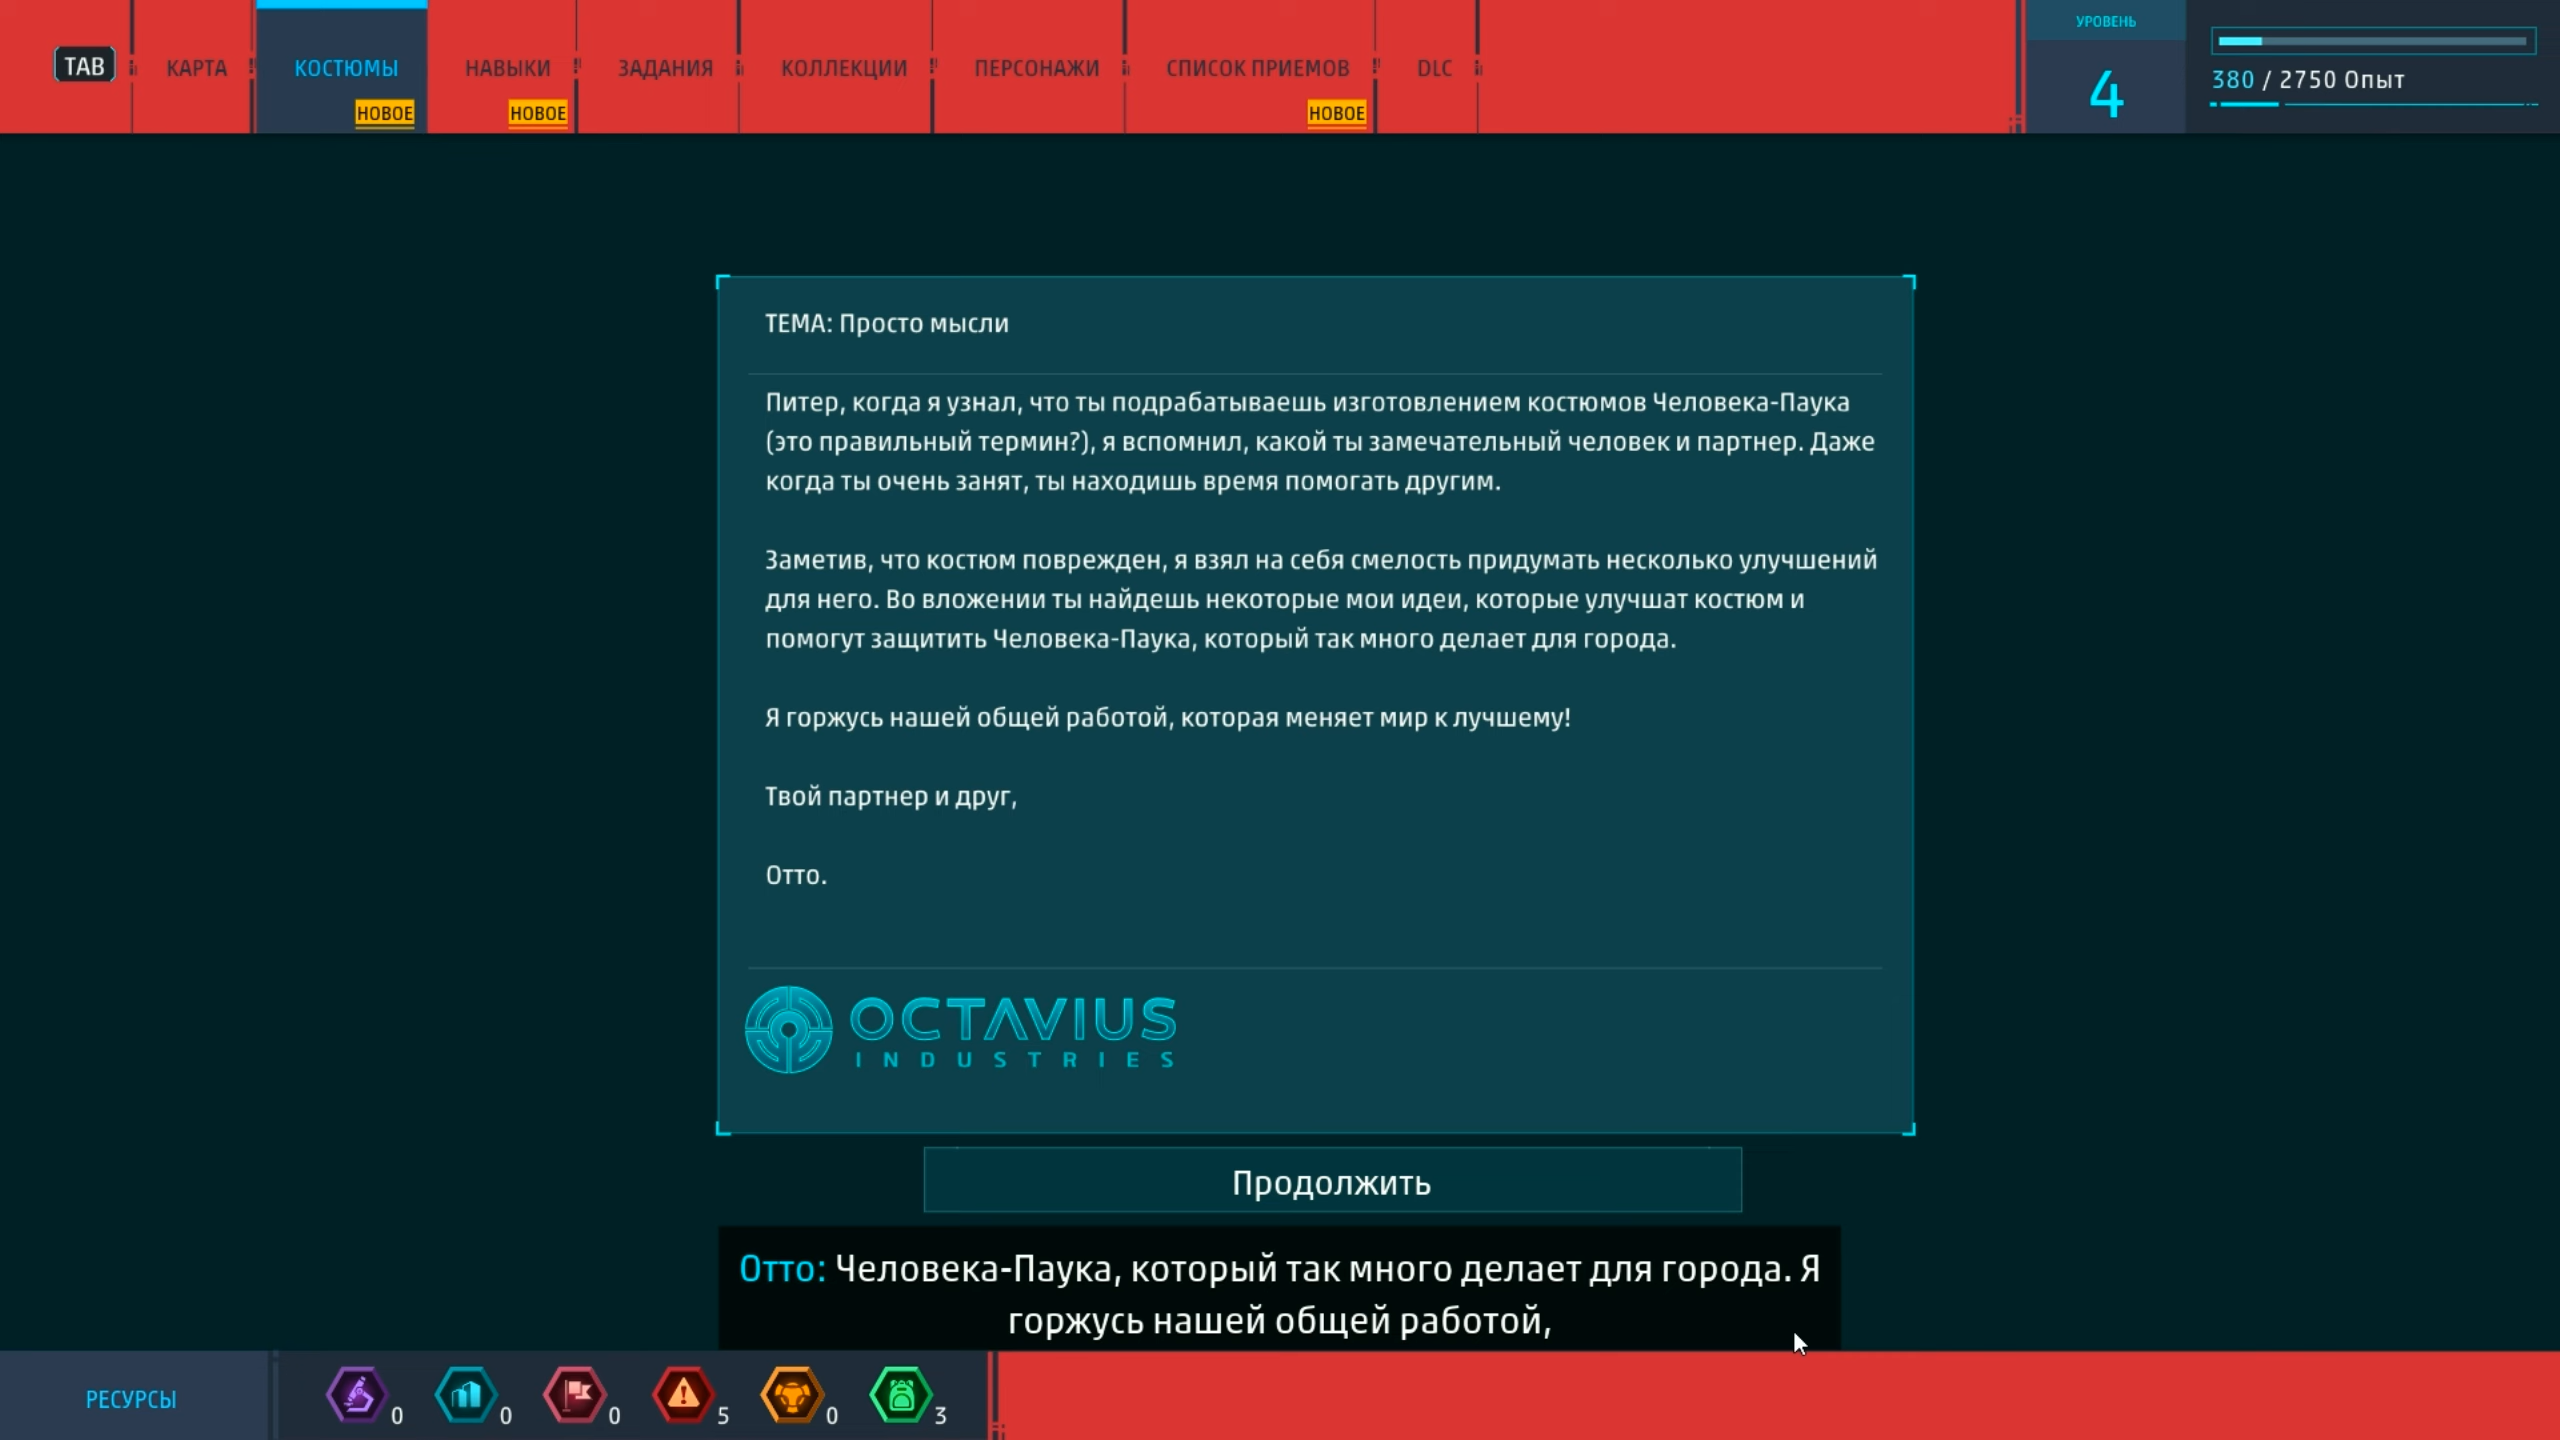 TAB
КАРТА
КОСТЮМЫ
НОВОЕ
НАВЫКИ
НОВОЕ
ЗАДАНИЯ
КОЛЛЕКЦИИ
ПЕРСОНАЖИ
СПИСОК ПРИЕМОВ
НОВОЕ
DLC
УРОВЕНЬ
4
380 / 2750 Опыт
ТЕМА: Просто мысли
Питер, когда я узнал, что ты подрабатываешь изготовлением костюмов Человека-Паука
(это правильный термин?), я вспомнил, какой ты замечательный человек и партнер. Даже
когда ты очень занят, ты находишь время помогать другим.
Заметив, что костюм поврежден, я взял на себя смелость придумать несколько улучшений
для него. Во вложении ты найдешь некоторые мои идеи, которые улучшат костюм и
помогут защитить Человека-Паука, который так много делает для города.
Я горжусь нашей общей работой, которая меняет мир к лучшему!
Твой партнер и друг,
Отто.
OCTAVIUS
INDUSTRIES
Продолжить
Отто: Человека-Паука, который так много делает для города. Я
горжусь нашей общей работой,
РЕСУРСЫ
0
0
0
5
0
3